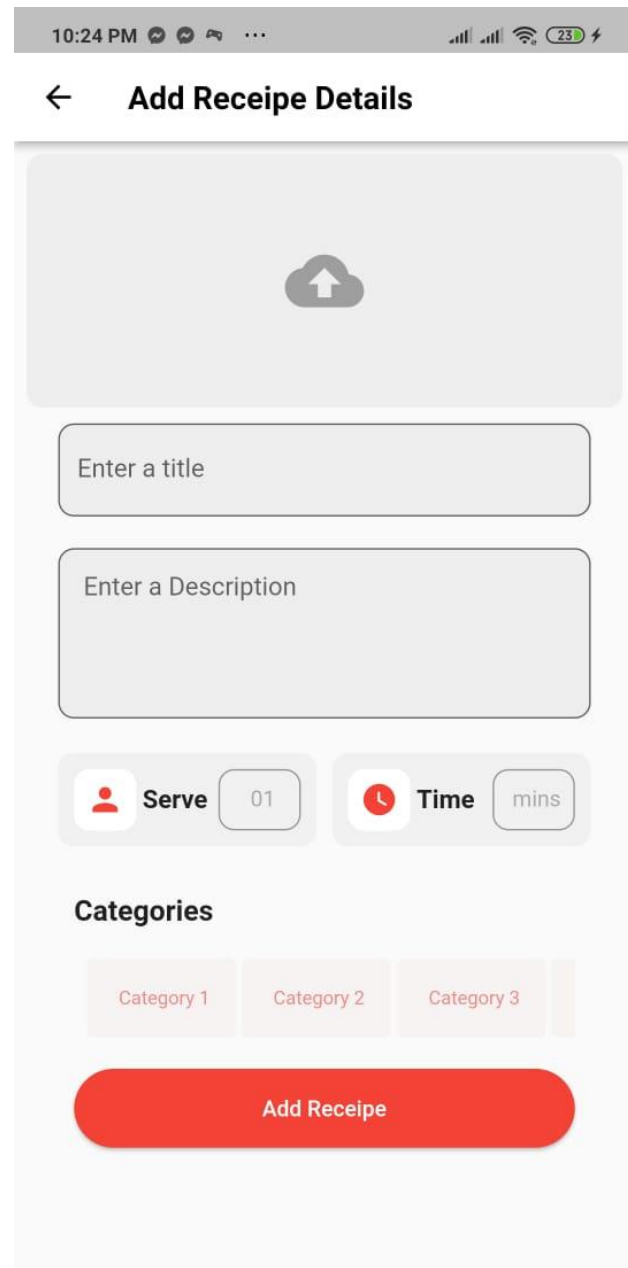 10:24 PM ... 23
Add Receipe Details
Enter a title
Enter a Description
Serve 01 Time mins
Categories
Category 1 Category 2 Category 3
Add Receipe